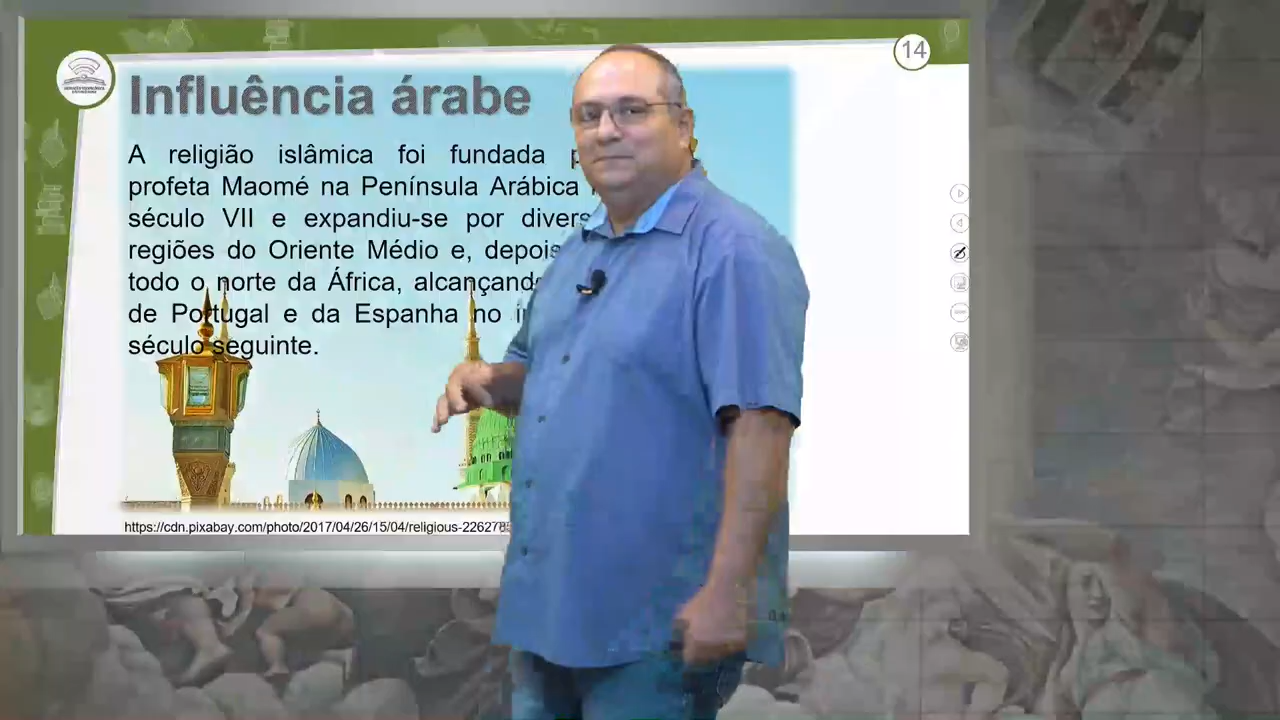 14
Influência árabe
A religião islâmica foi fundada
profeta Maomé na Península Arábica
século VII e expandiu-se por divers
regiões do Oriente Médio e, depois
todo o norte da África, alcançand
de Portugal e da Espanha no
século seguinte.
https://cdn.pixabay.com/photo/2017/04/26/15/04/religious-226278